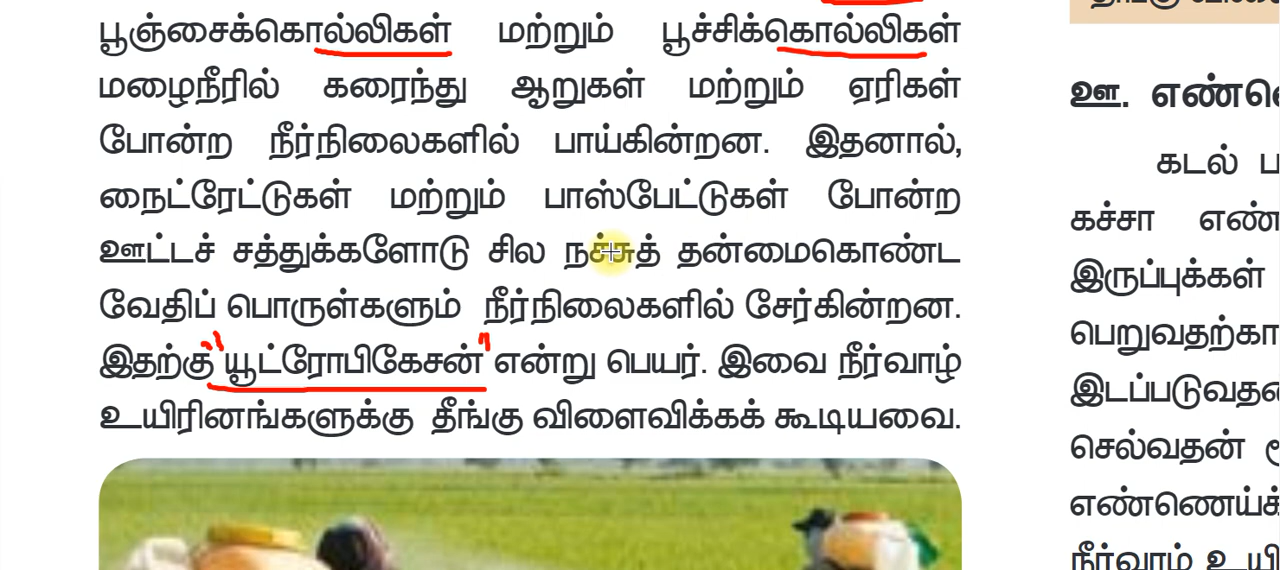 பூஞ்சைக்கொல்லிகள் மற்றும் பூச்சிக்கொல்லிகள்
மழைநீரில் கரைந்து ஆறுகள் மற்றும் ஏரிகள்
போன்ற நீர்நிலைகளில் பாய்கின்றன. இதனால்,
நைட்ரேட்டுகள் மற்றும் பாஸ்பேட்டுகள் போன்ற
ஊட்டச் சத்துக்களோடு சில நச்சுத் தன்மைகொண்ட
வேதிப் பொருள்களும் நீர்நிலைகளில் சேர்கின்றன.
இதற்கு 'யூட்ரோபிகேசன்' என்று பெயர். இவை நீர்வாழ்
உயிரினங்களுக்கு தீங்கு விளைவிக்கக் கூடியவை.
ஊ. எண்ணெ
கடல் ப
கச்சா எண்
இருப்புக்கள்
பெறுவதற்கா
இடப்படுவதன
செல்வதன்
எண்ணெய்க்
நீர்வாழ் உயி